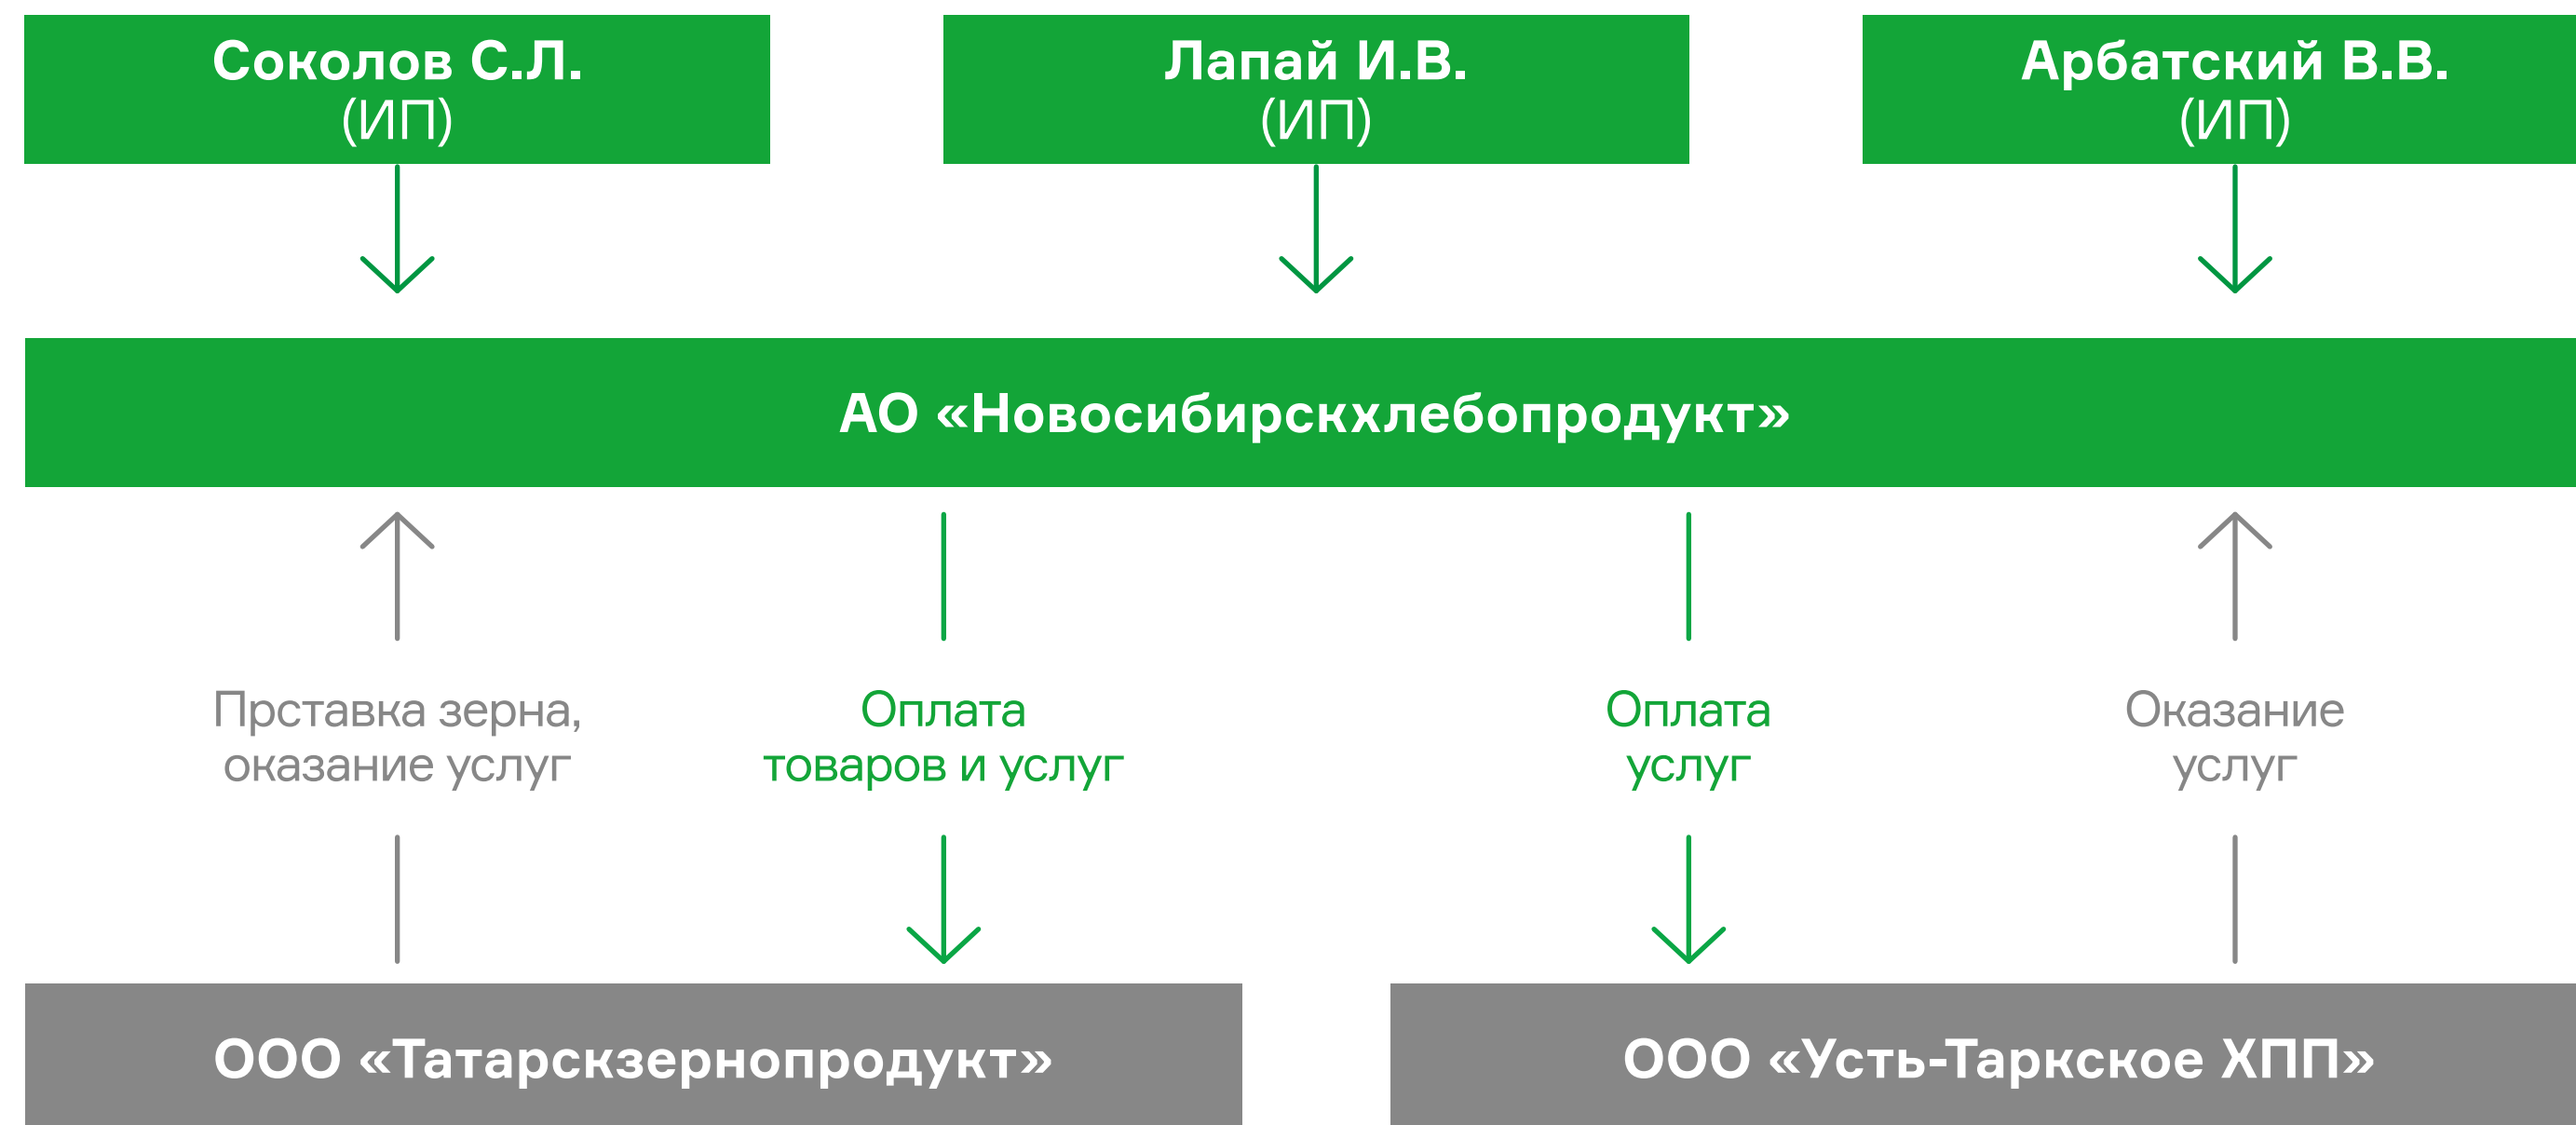 Соколов С.Л.
(ИП)
Лапай И.В.
(ИП)
Арбатский В.В.
(ИП)
АО «Новосибирскхлебопродукт»
Прставка зерна,
оказание услуг
Оплата
товаров и услуг
Оплата
услуг
Оказание
услуг
ООО «Татарскзернопродукт»
ООО «Усть-Таркское ХПП»